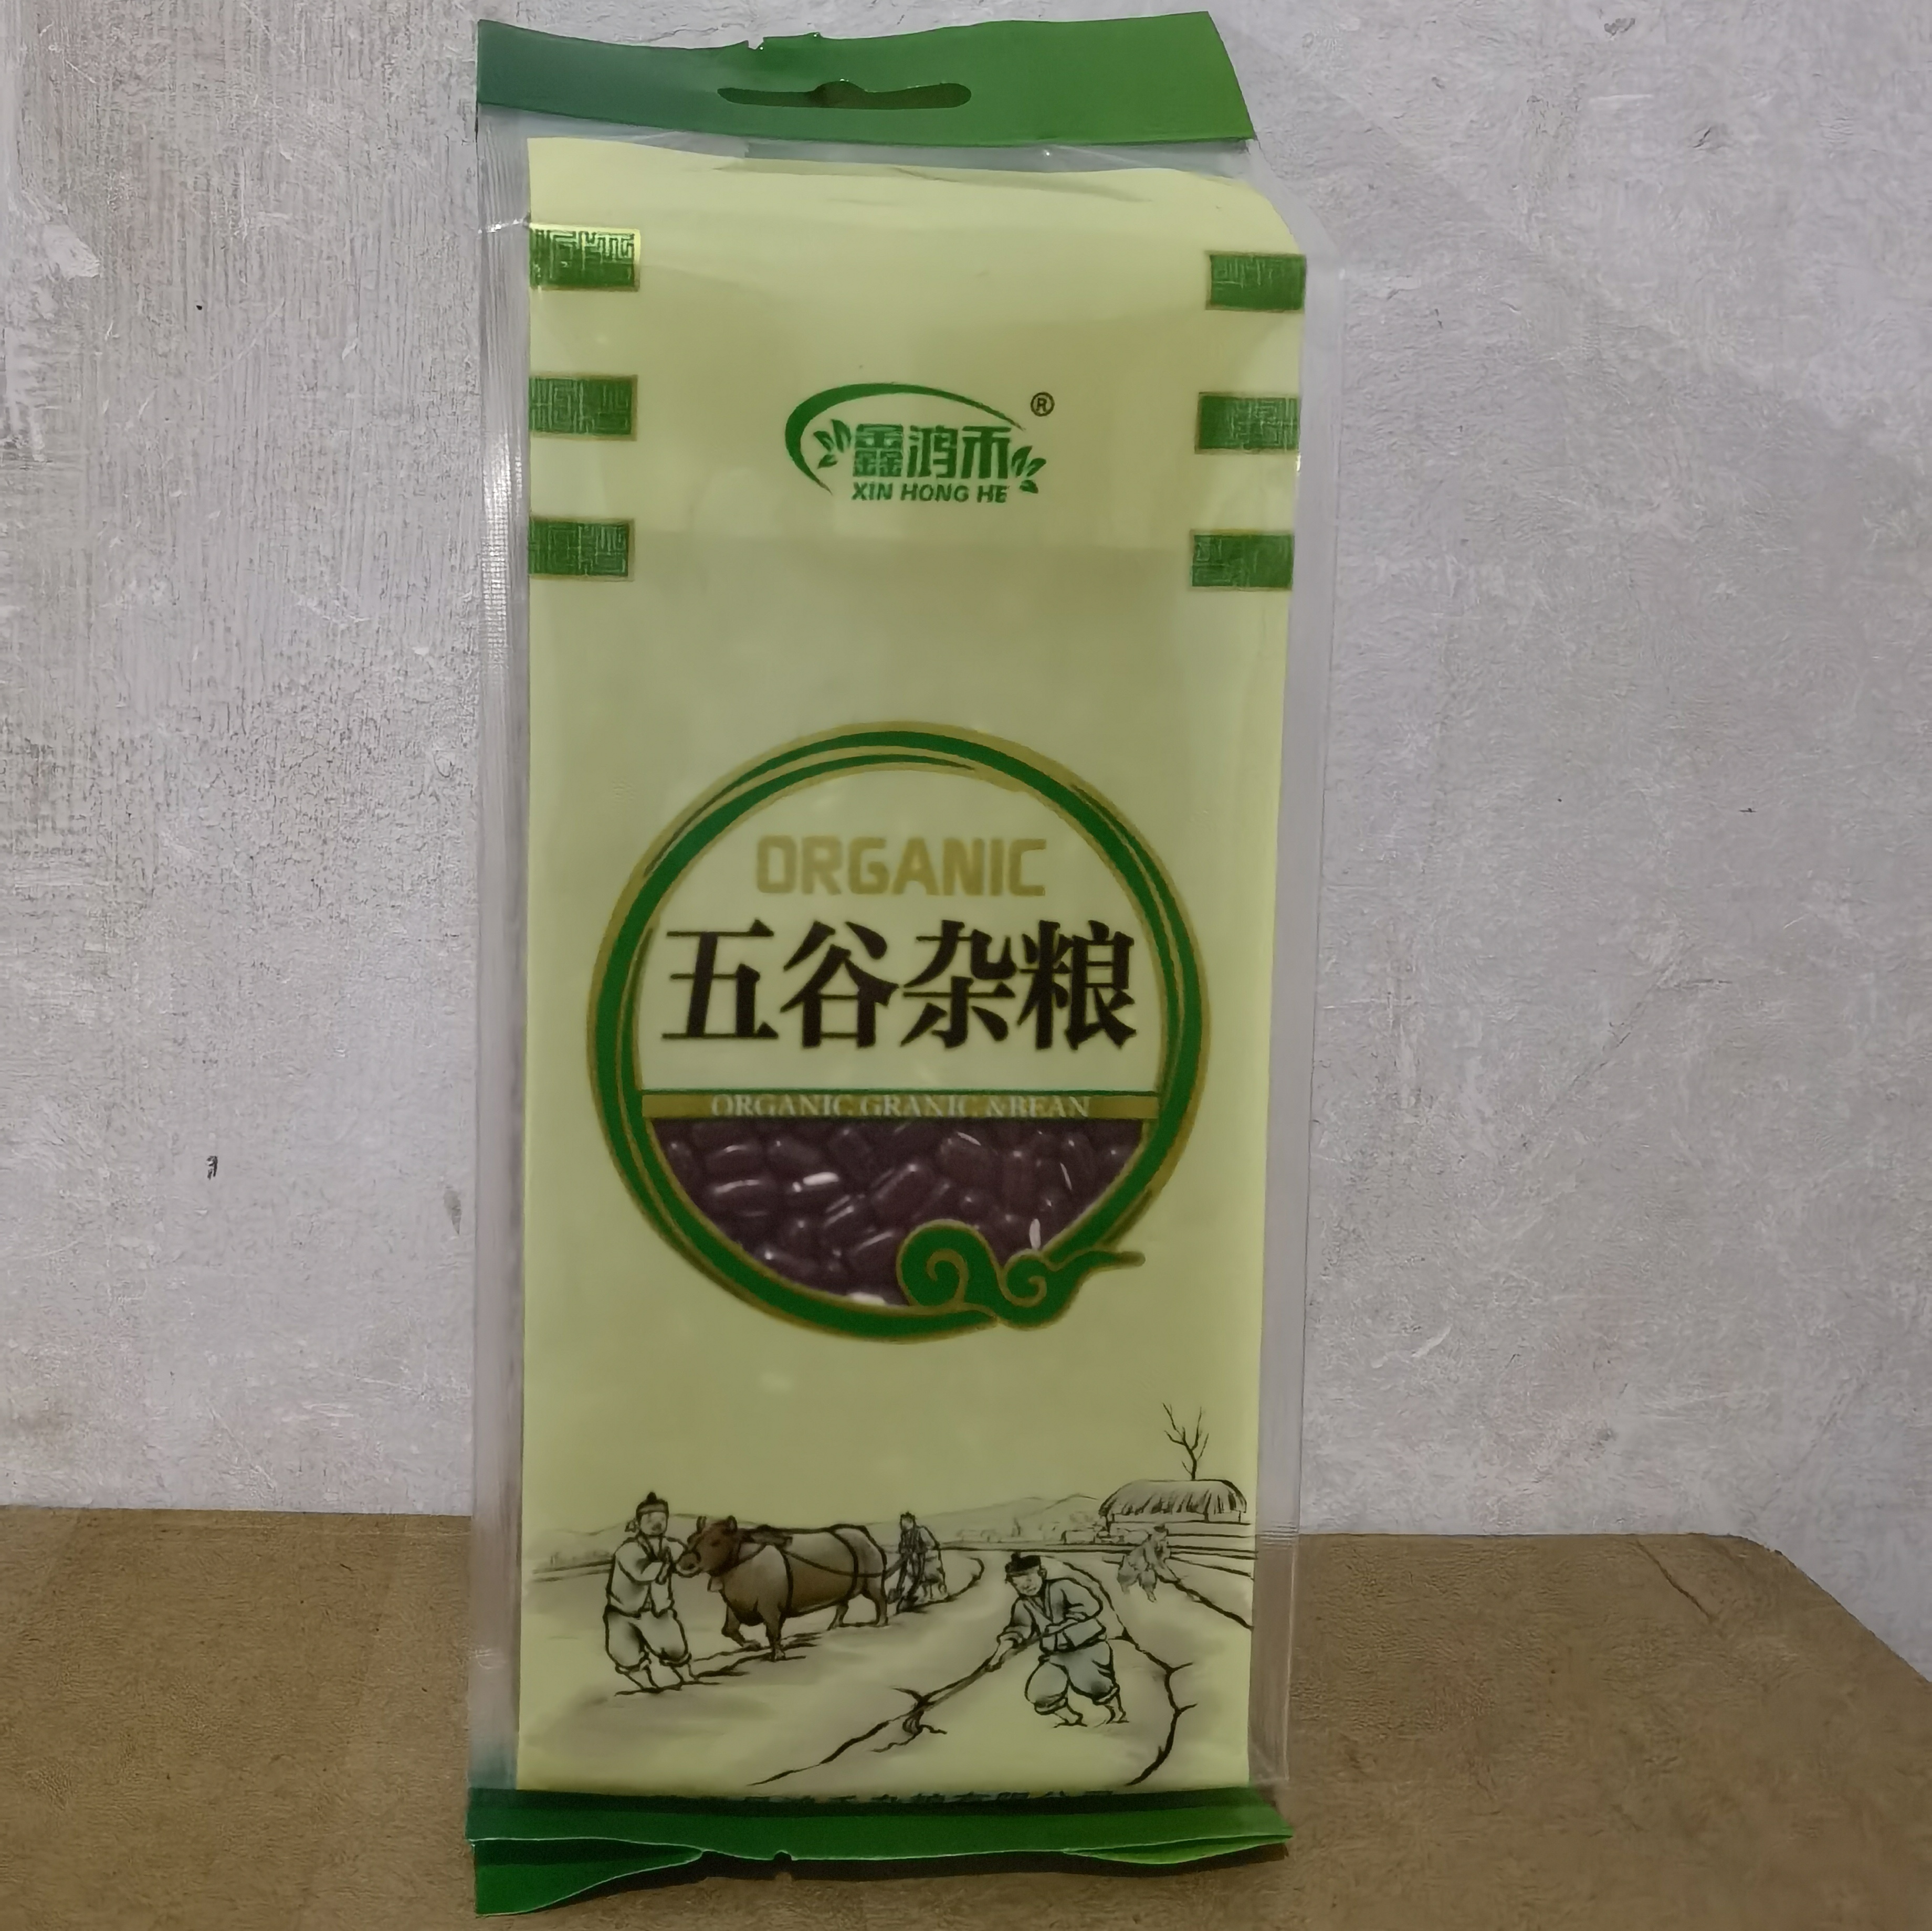 鑫鸿禾®
XIN HONG HE
ORGANIC
五谷杂粮
ORGANIC GRANIC &BEAN